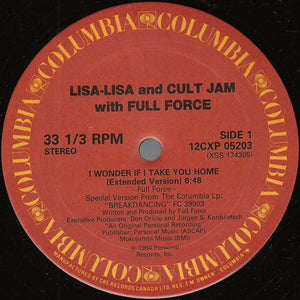 COLUMBIA COLUMBIA COLUMBIA COLUMBIA COLUMBIA COLUMBIA
LISA-LISA and CULT JAM
with FULL FORCE
33 1/3 RPM
STEREO
SIDE 1
12CXP 05203
(XSS 174305)
I WONDER IF I TAKE YOU HOME
(Extended Version) 6:48
- Full Force -
Special Version From The Columbia Lp:
"BREAKDANCING" FC 39903
Written and Produced by Full Force
Executive Producers: Don Oriolo and Jürgen S. Korduletsch
"An Original Personal Recording"
Publisher: Personal Music (ASCAP)
Mokojumbi Music (BMI)
℗ 1984 Personal
Records, Inc.
MANUFACTURED BY CBS RECORDS CANADA LTD.